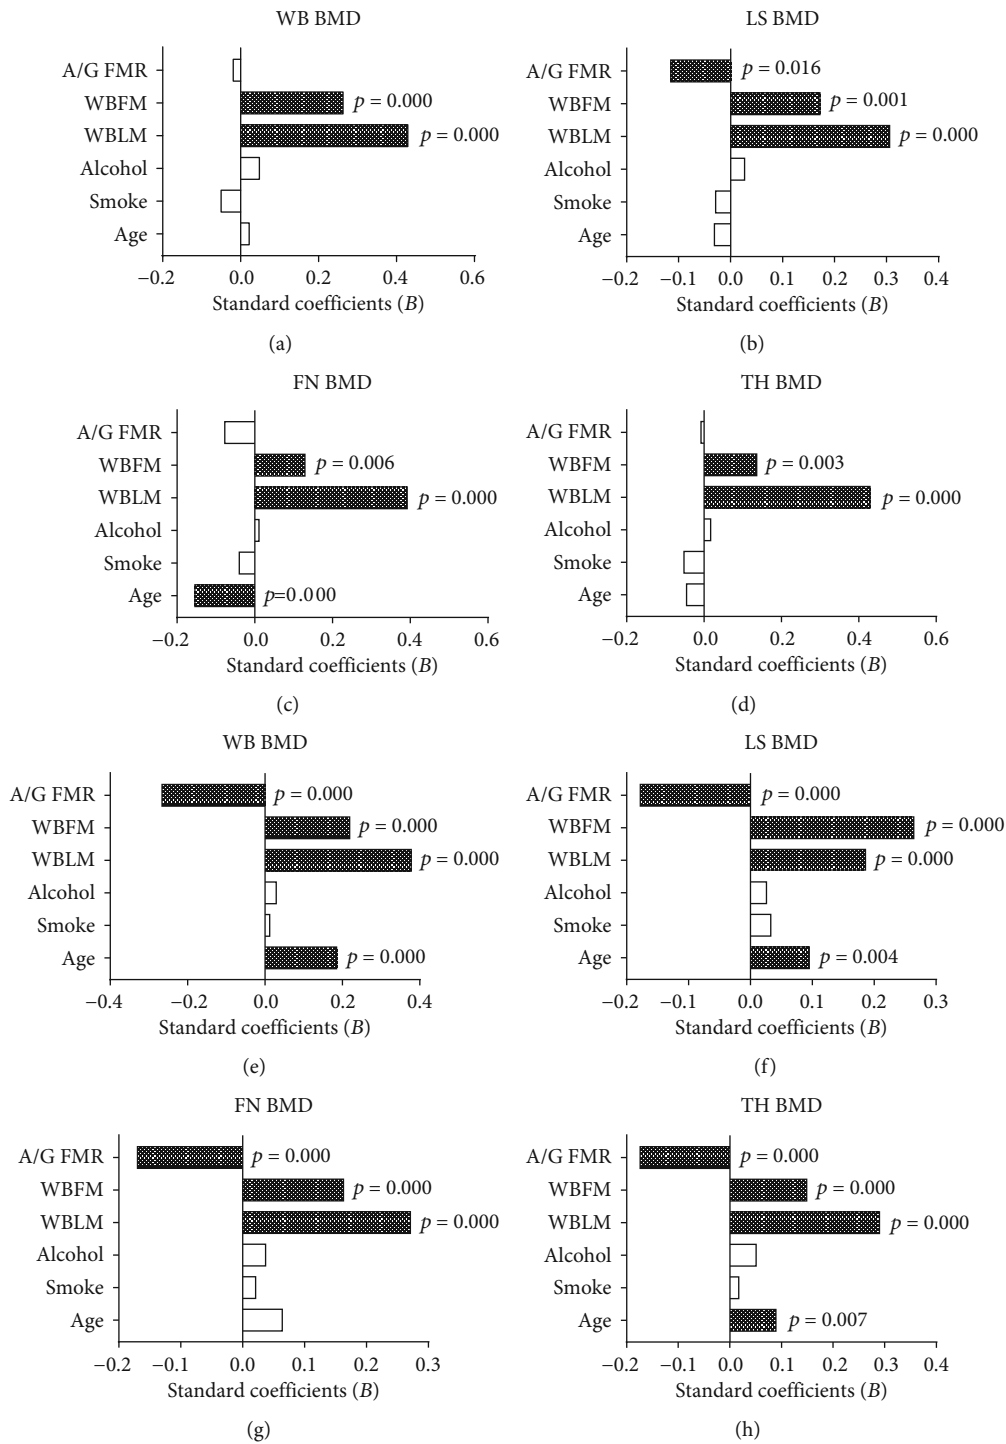 WB BMD
A/G FMR
WBFM
p = 0.000
WBLM
p = 0.000
Alcohol
Smoke
Age
−0.2 0.0 0.2 0.4 0.6
Standard coefficients (B)
(a)
LS BMD
A/G FMR
p = 0.016
WBFM
p = 0.001
WBLM
p = 0.000
Alcohol
Smoke
Age
−0.2 −0.1 0.0 0.1 0.2 0.3 0.4
Standard coefficients (B)
(b)
FN BMD
A/G FMR
WBFM
p = 0.006
WBLM
p = 0.000
Alcohol
Smoke
Age
p=0.000
−0.2 0.0 0.2 0.4 0.6
Standard coefficients (B)
(c)
TH BMD
A/G FMR
WBFM
p = 0.003
WBLM
p = 0.000
Alcohol
Smoke
Age
−0.2 0.0 0.2 0.4 0.6
Standard coefficients (B)
(d)
WB BMD
A/G FMR
p = 0.000
WBFM
p = 0.000
WBLM
p = 0.000
Alcohol
Smoke
Age
p = 0.000
−0.4 −0.2 0.0 0.2 0.4
Standard coefficients (B)
(e)
LS BMD
A/G FMR
p = 0.000
WBFM
p = 0.000
WBLM
p = 0.000
Alcohol
Smoke
Age
p = 0.004
−0.2 −0.1 0.0 0.1 0.2 0.3
Standard coefficients (B)
(f)
FN BMD
A/G FMR
p = 0.000
WBFM
p = 0.000
WBLM
p = 0.000
Alcohol
Smoke
Age
−0.2 −0.1 0.0 0.1 0.2 0.3
Standard coefficients (B)
(g)
TH BMD
A/G FMR
p = 0.000
WBFM
p = 0.000
WBLM
p = 0.000
Alcohol
Smoke
Age
p = 0.007
−0.2 −0.1 0.0 0.1 0.2 0.3 0.4
Standard coefficients (B)
(h)